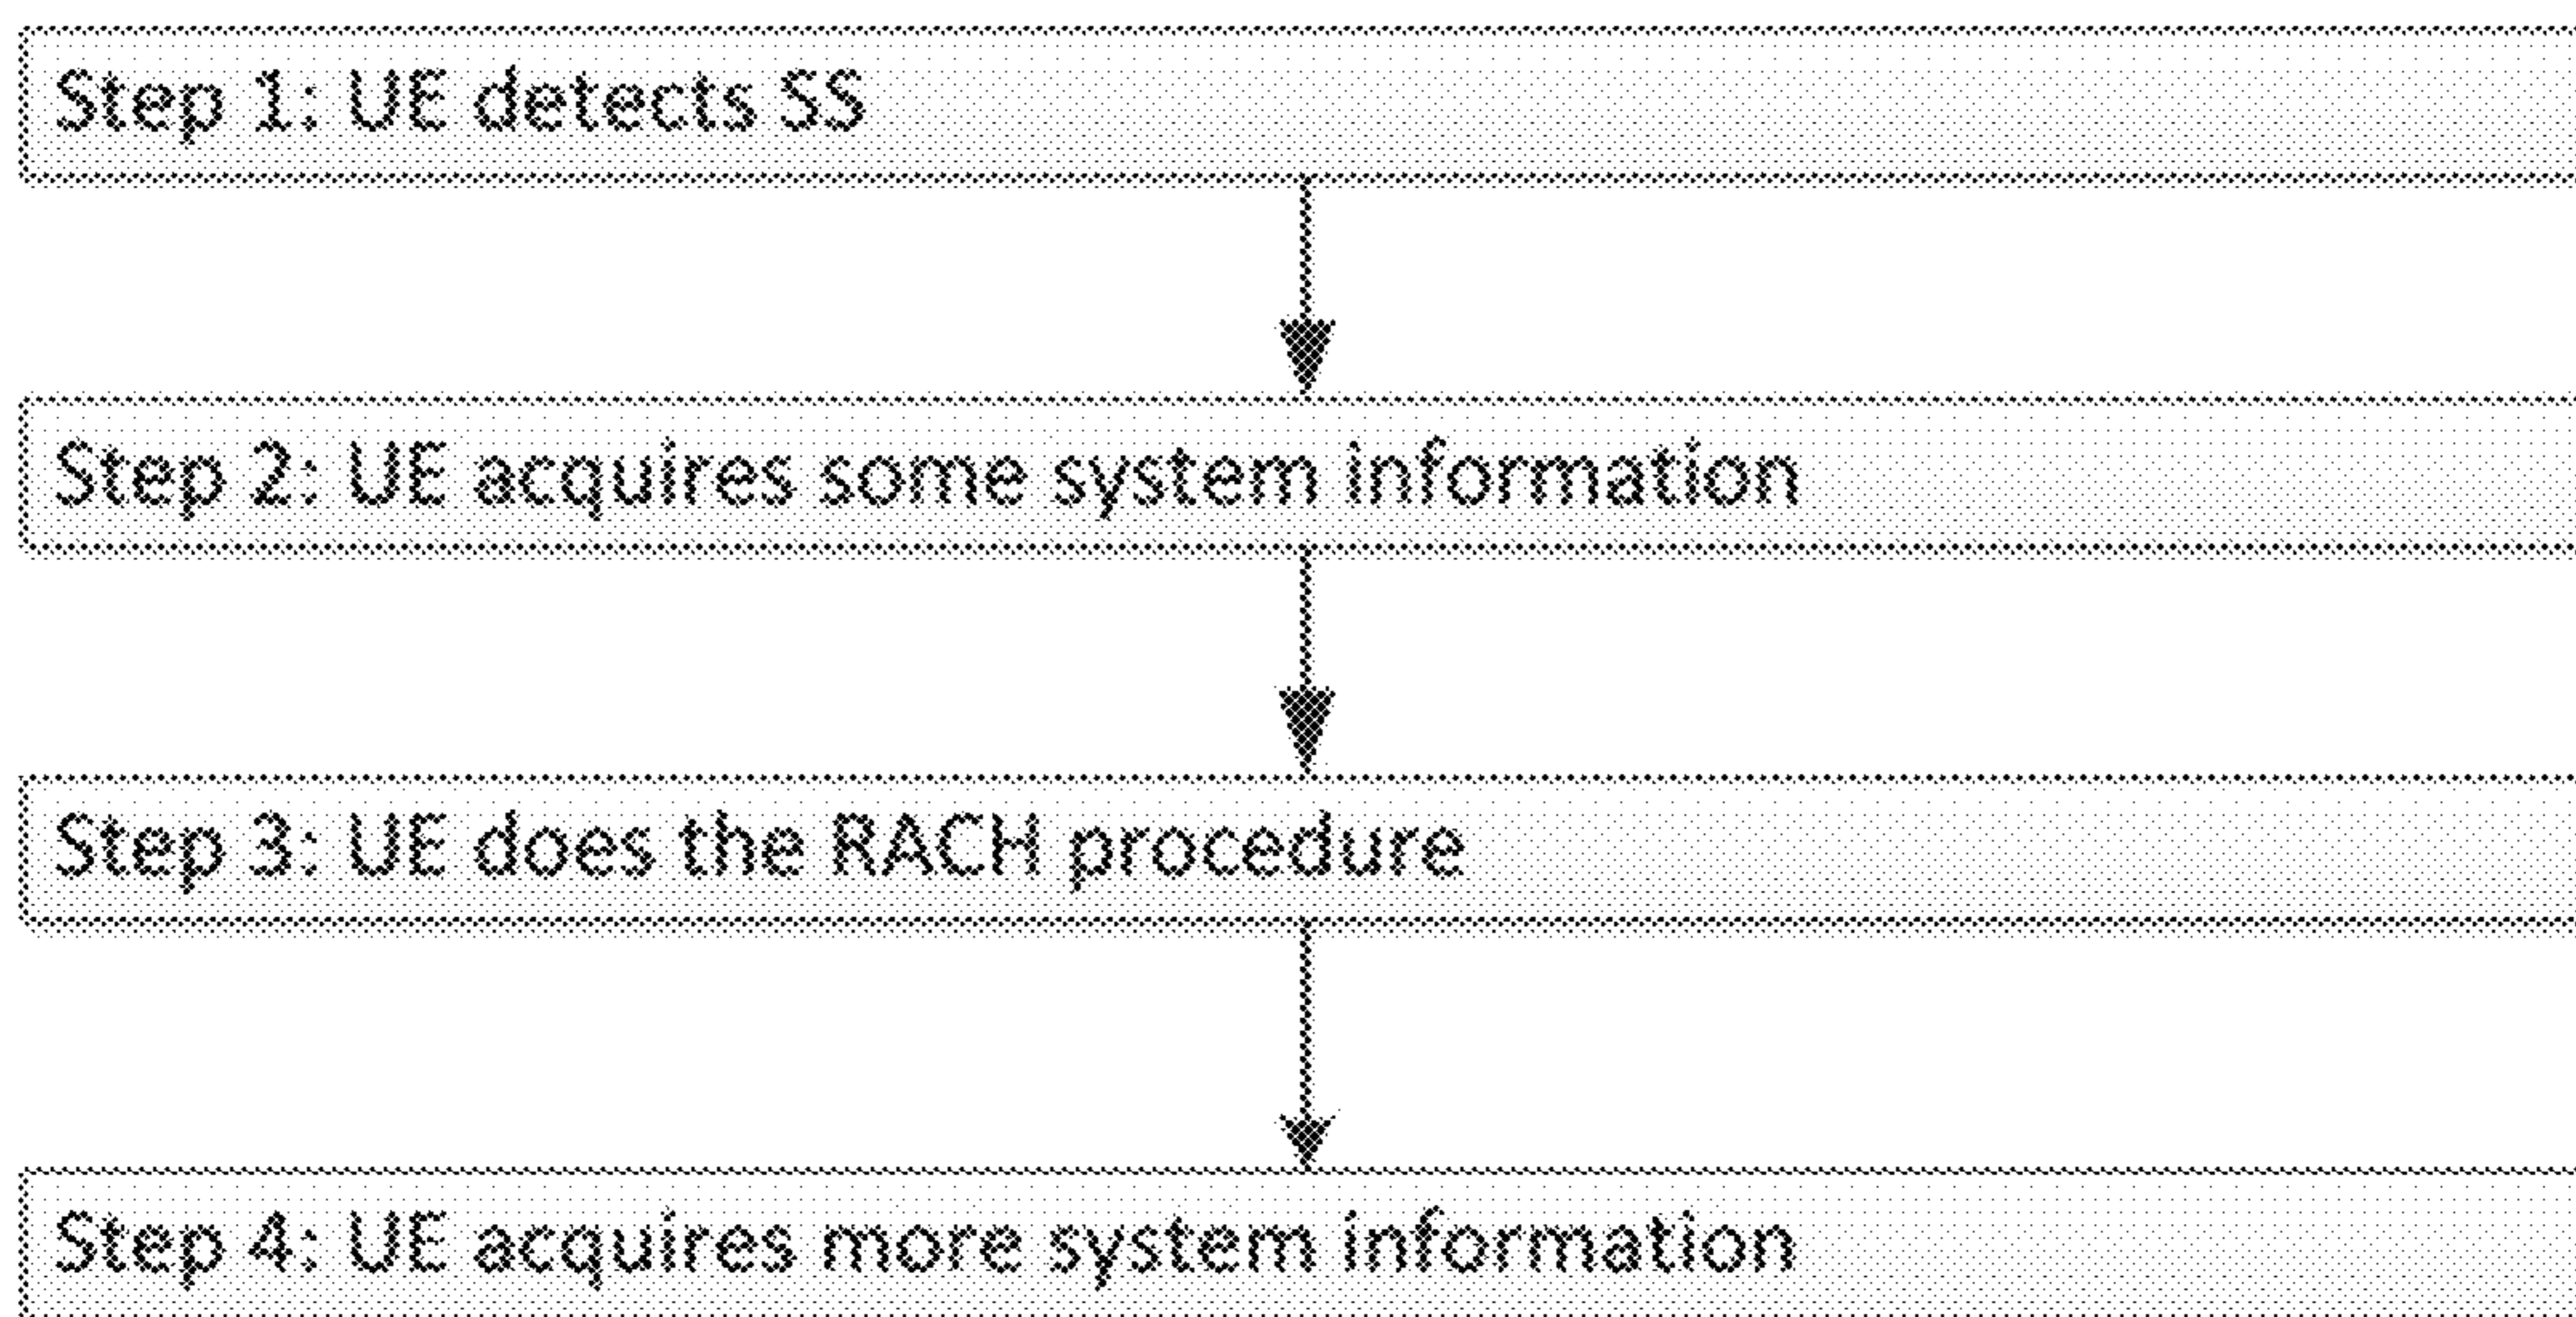 Step 1: UE detects SS
Step 2: UE acquires some system information
Step 3: UE does the RACH procedure
Step 4: UE acquires more system information